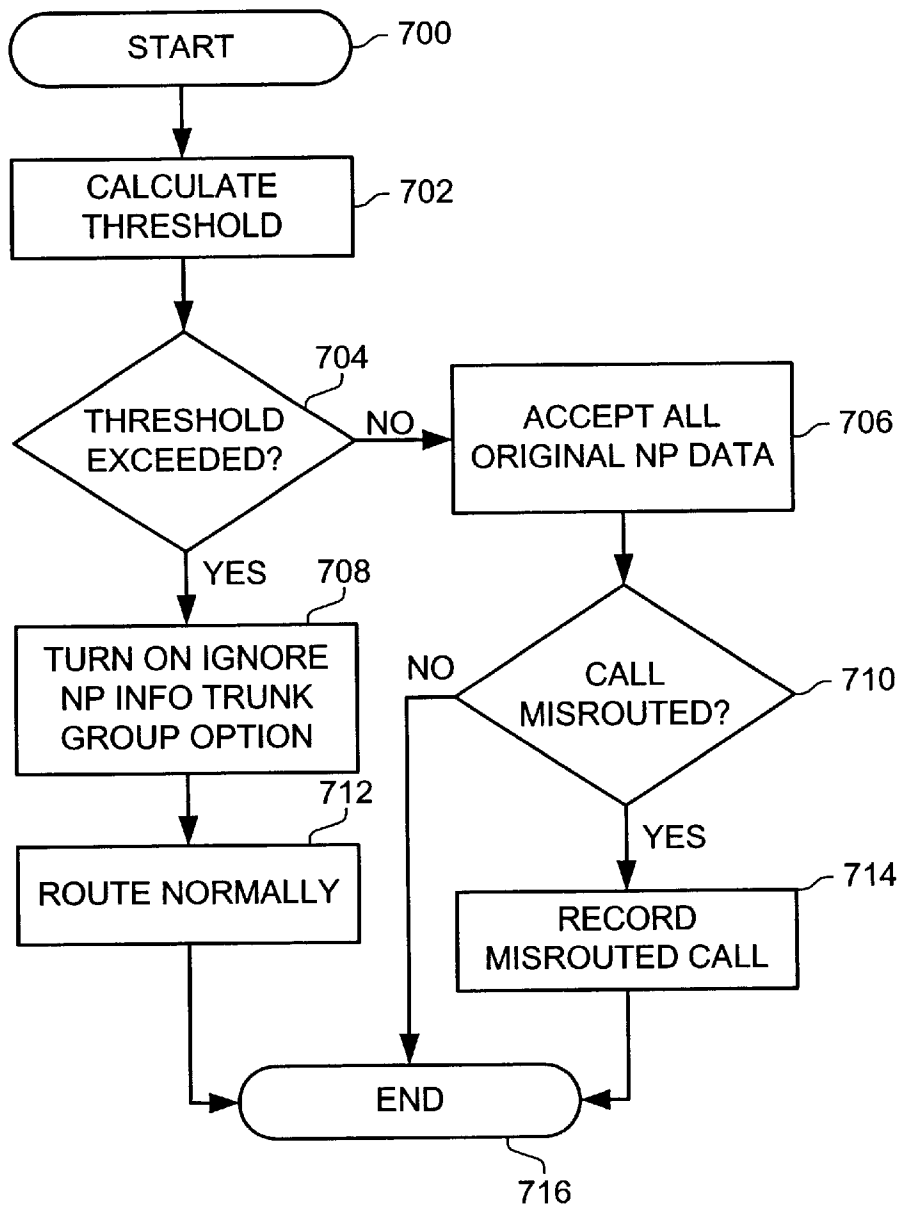 START
700
CALCULATE
THRESHOLD
702
704
THRESHOLD
EXCEEDED?
NO
ACCEPT ALL
ORIGINAL NP DATA
706
YES
708
TURN ON IGNORE
NP INFO TRUNK
GROUP OPTION
NO
CALL
MISROUTED?
710
712
ROUTE NORMALLY
YES
714
RECORD
MISROUTED CALL
END
716